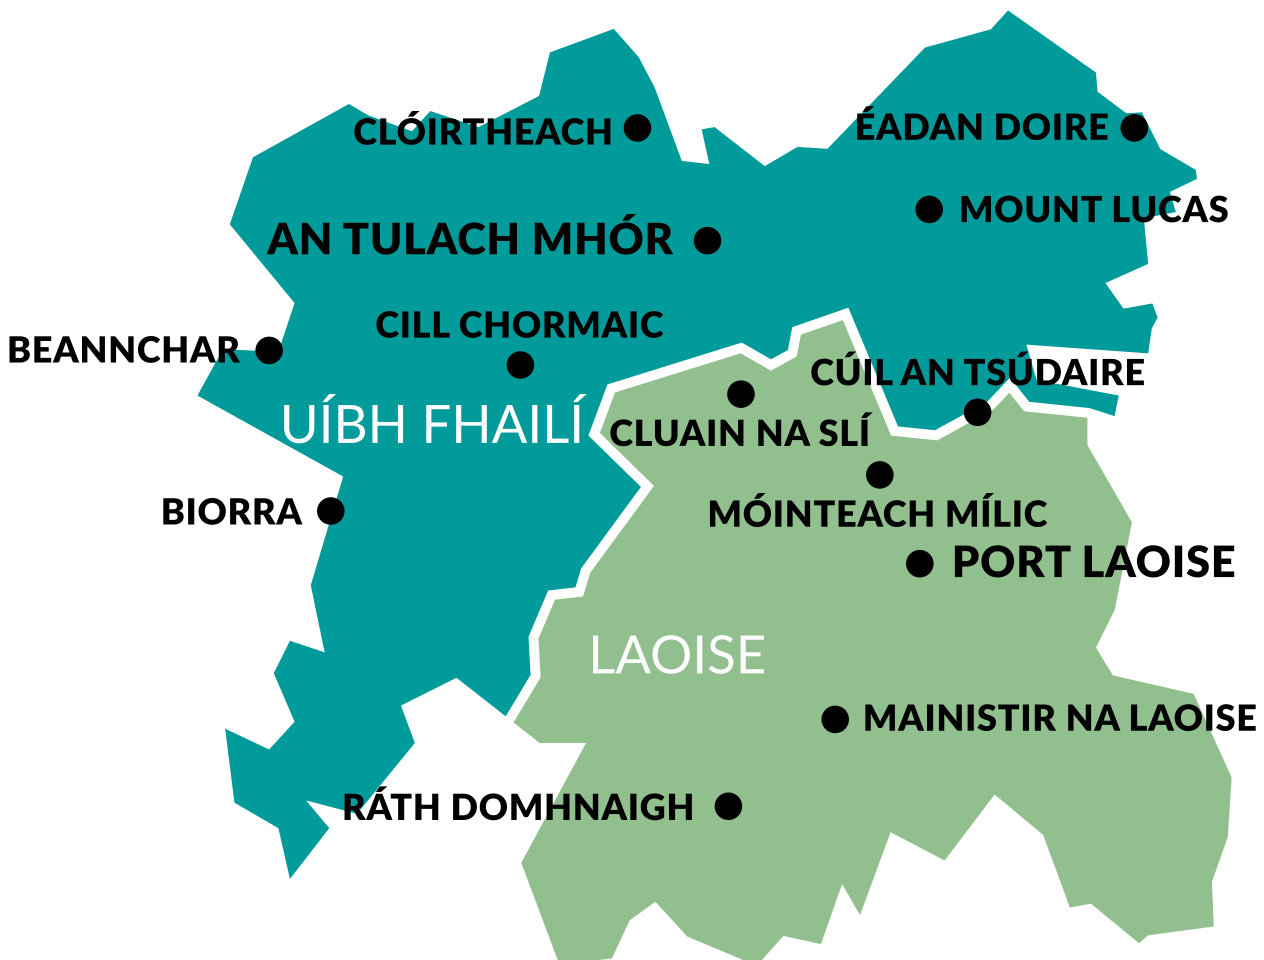 CLÓIRTHEACH
ÉADAN DOIRE
MOUNT LUCAS
AN TULACH MHÓR
CILL CHORMAIC
BEANNCHAR
CÚIL AN TSÚDAIRE
UÍBH FHAILÍ
CLUAIN NA SLÍ
BIORRA
MÓINTEACH MÍLIC
PORT LAOISE
LAOISE
MAINISTIR NA LAOISE
RÁTH DOMHNAIGH